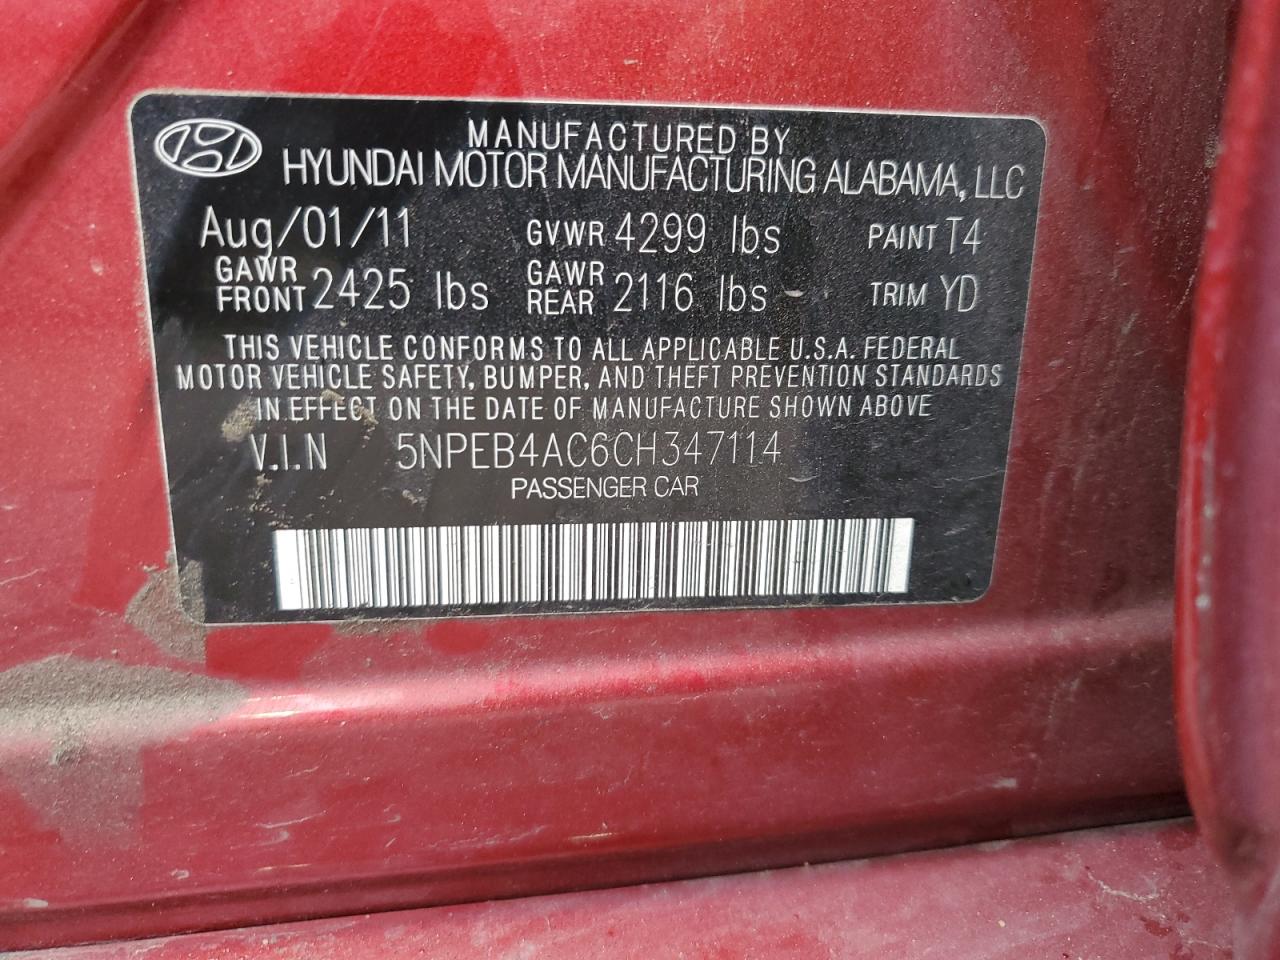 MANUFACTURED BY
HYUNDAI MOTOR MANUFACTURING ALABAMA, LLC
Aug/01/11 GVWR 4299 lbs PAINT T4
GAWR FRONT 2425 lbs GAWR REAR 2116 lbs TRIM YD
THIS VEHICLE CONFORMS TO ALL APPLICABLE U.S.A. FEDERAL
MOTOR VEHICLE SAFETY, BUMPER, AND THEFT PREVENTION STANDARDS
IN EFFECT ON THE DATE OF MANUFACTURE SHOWN ABOVE
V.I.N 5NPEB4AC6CH347114
PASSENGER CAR